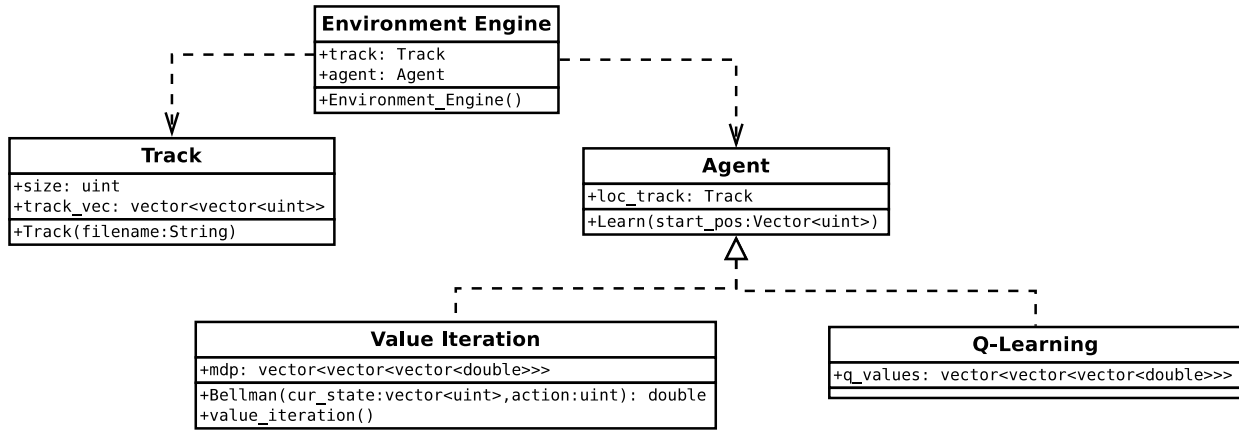 Environment Engine
+track: Track
+agent: Agent
+Environment_Engine()
Track
+size: uint
+track_vec: vector<vector<uint>>
+Track(filename:String)
Agent
+loc_track: Track
+Learn(start_pos:Vector<uint>)
Value Iteration
+mdp: vector<vector<vector<double>>>
+Bellman(cur_state:vector<uint>,action:uint): double
+value_iteration()
Q-Learning
+q_values: vector<vector<vector<double>>>